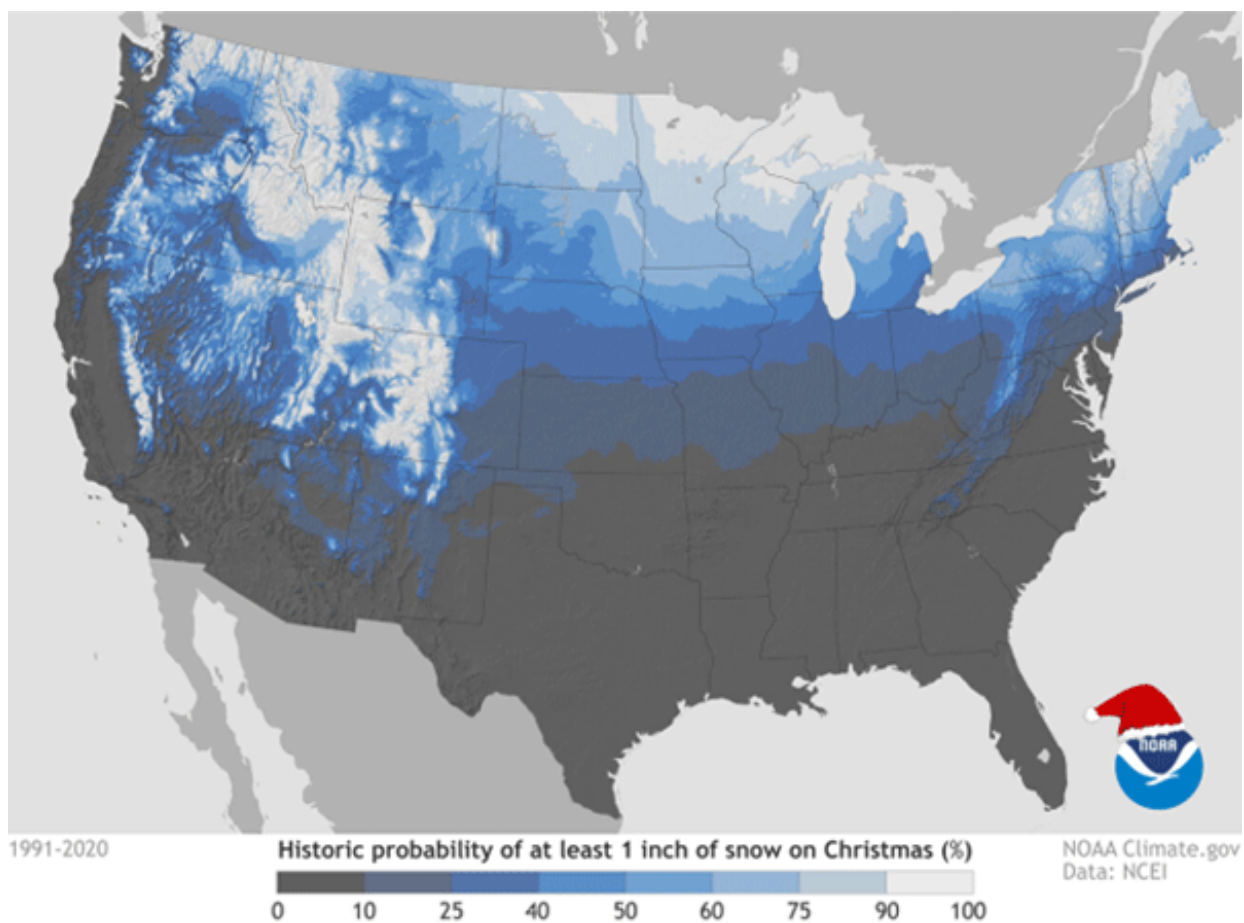 NOAA
1991-2020
Historic probability of at least 1 inch of snow on Christmas (%)
NOAA Climate.gov
Data: NCEI
0 10 25 40 50 60 75 90 100